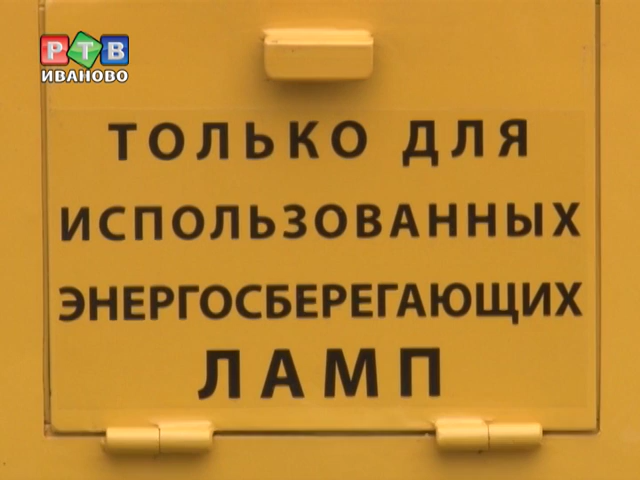 РТВ
ИВАНОВО
ТОЛЬКО ДЛЯ
ИСПОЛЬЗОВАННЫХ
ЭНЕРГОСБЕРЕГАЮЩИХ
ЛАМП